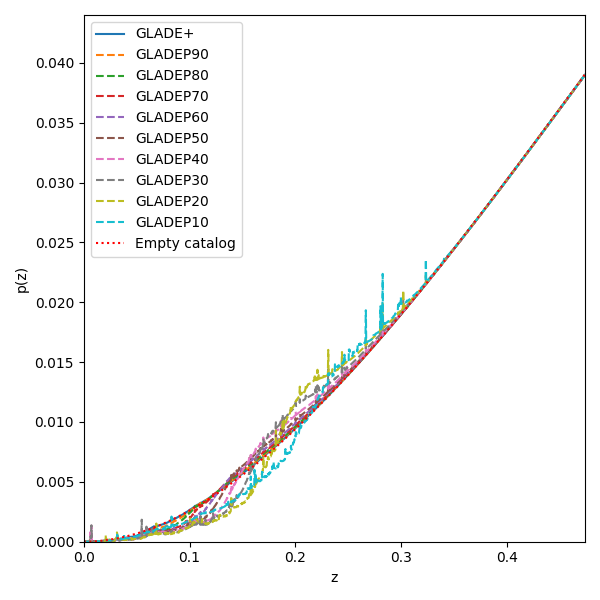 GLADE+
GLADEP90
GLADEP80
GLADEP70
GLADEP60
GLADEP50
GLADEP40
GLADEP30
GLADEP20
GLADEP10
Empty catalog
0.040
0.035
0.030
0.025
0.020
0.015
0.010
0.005
0.000
p(z)
0.0 0.1 0.2 0.3 0.4
z